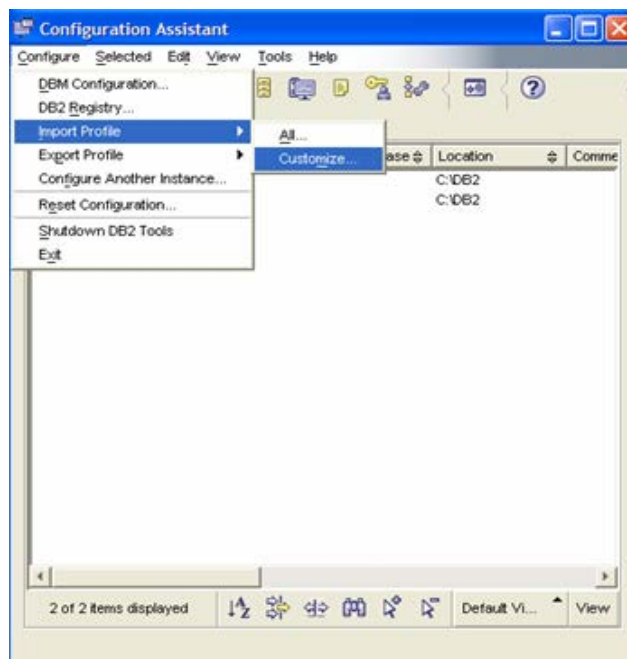 Configuration Assistant
Configure Selected Edit View Tools Help
DBM Configuration...
DB2 Registry...
Import Profile
All...
Export Profile
Customize...
Configure Another Instance...
Reset Configuration...
Shutdown DB2 Tools
Exit
ase Location Comme
C:\DB2
C:\DB2
2 of 2 items displayed
Default Vi... View